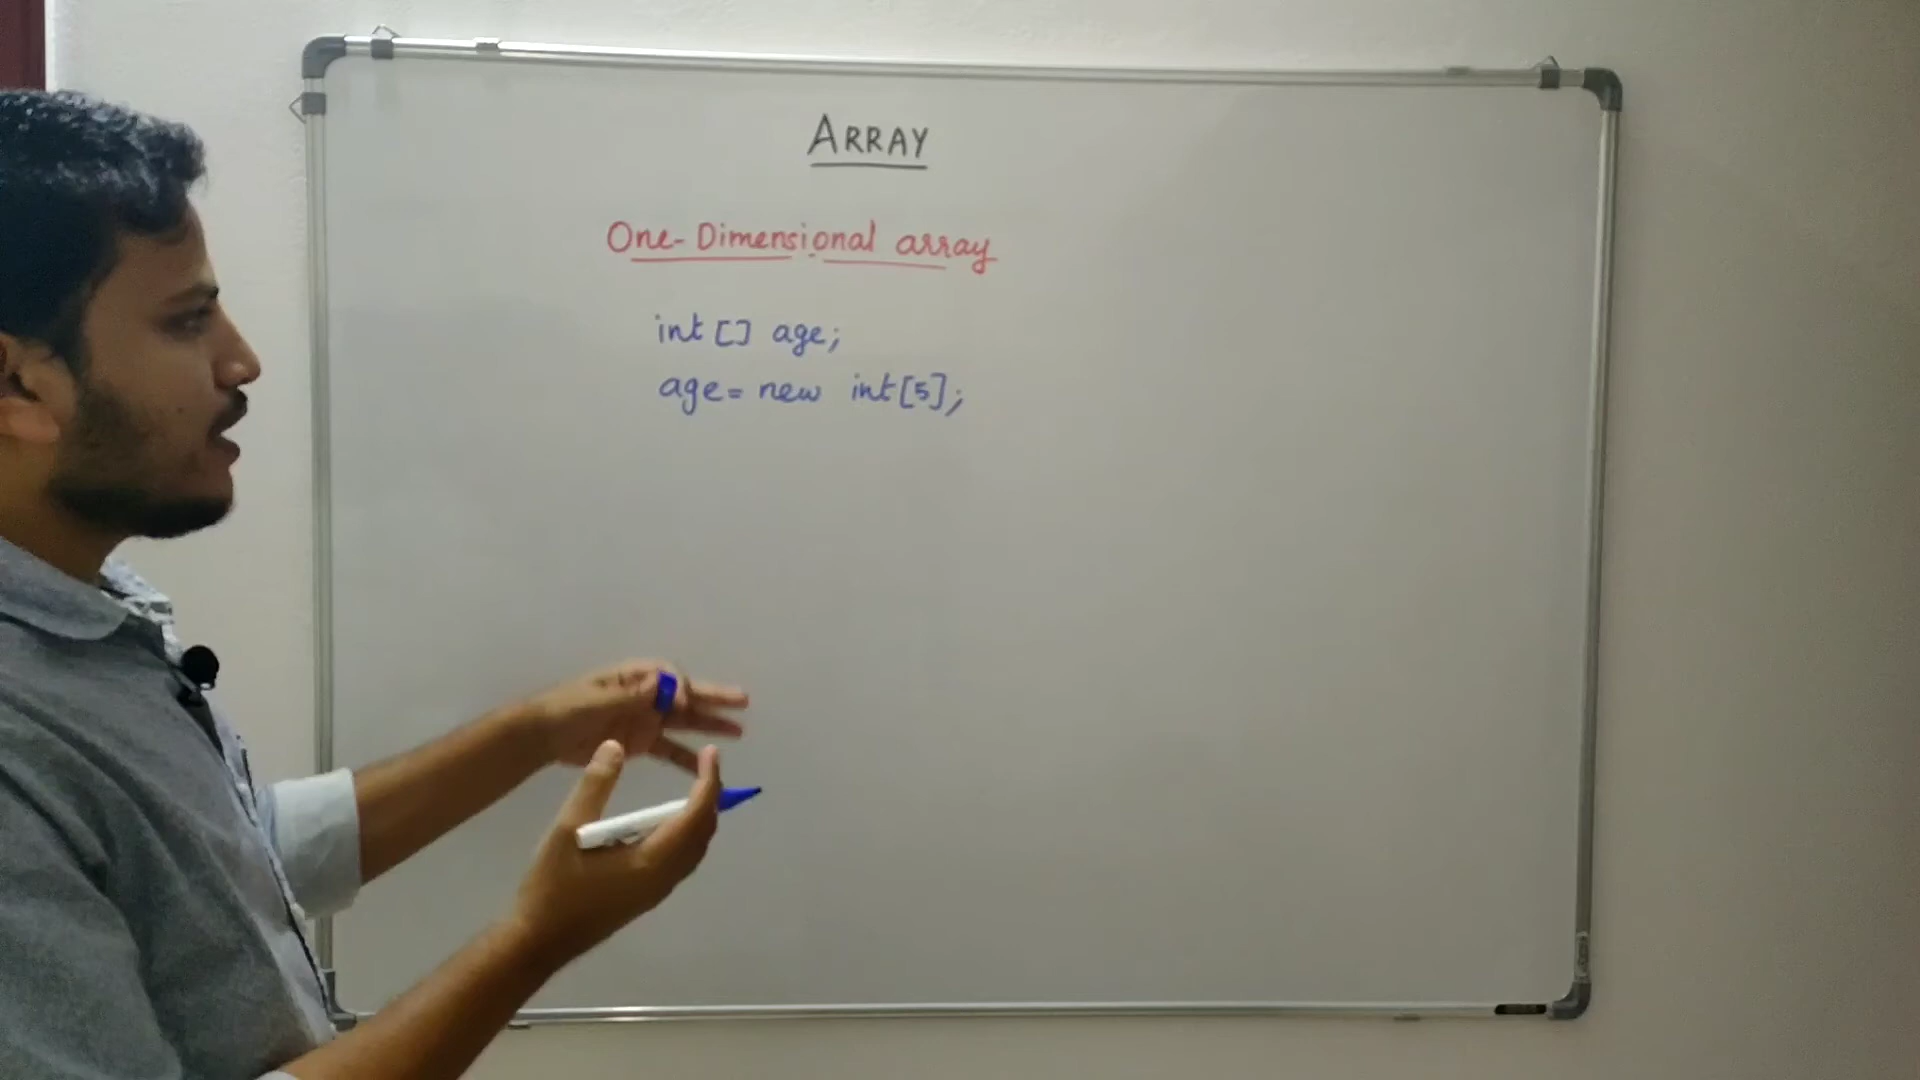 ARRAY
One-Dimensional array
int [] age;
age = new int[5];